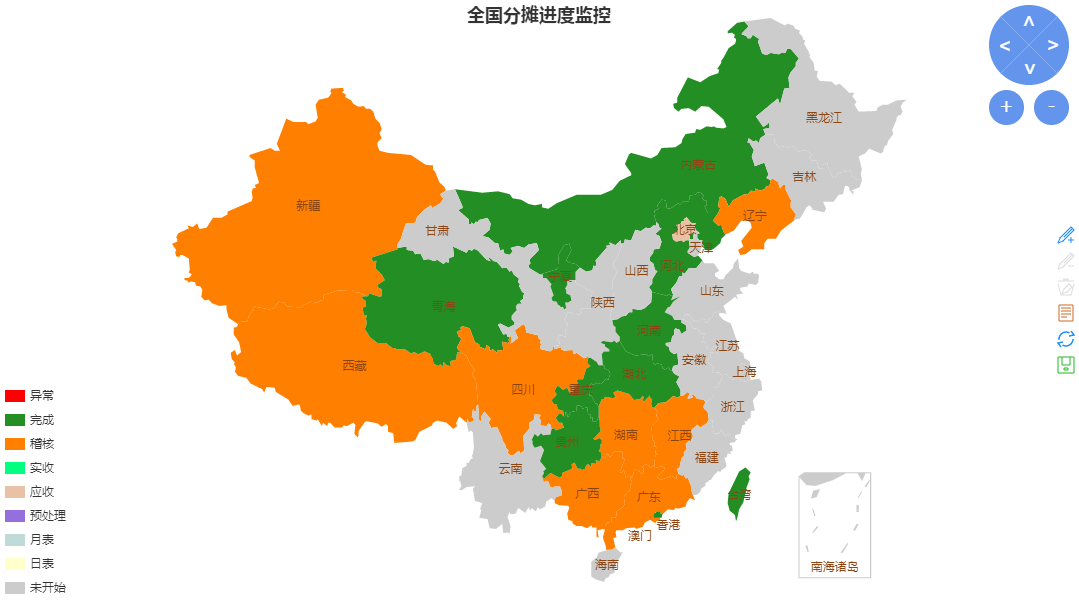 全国分摊进度监控
黑龙江
内蒙古
吉林
新疆
辽宁
甘肃
北京
天津
河北
山西
宁夏
山东
陕西
青海
河南
江苏
安徽
西藏
上海
湖北
四川
重庆
浙江
湖南
江西
贵州
福建
云南
广西
广东
台湾
香港
澳门
海南
南海诸岛
异常
完成
稽核
实收
应收
预处理
月表
日表
未开始
+
-